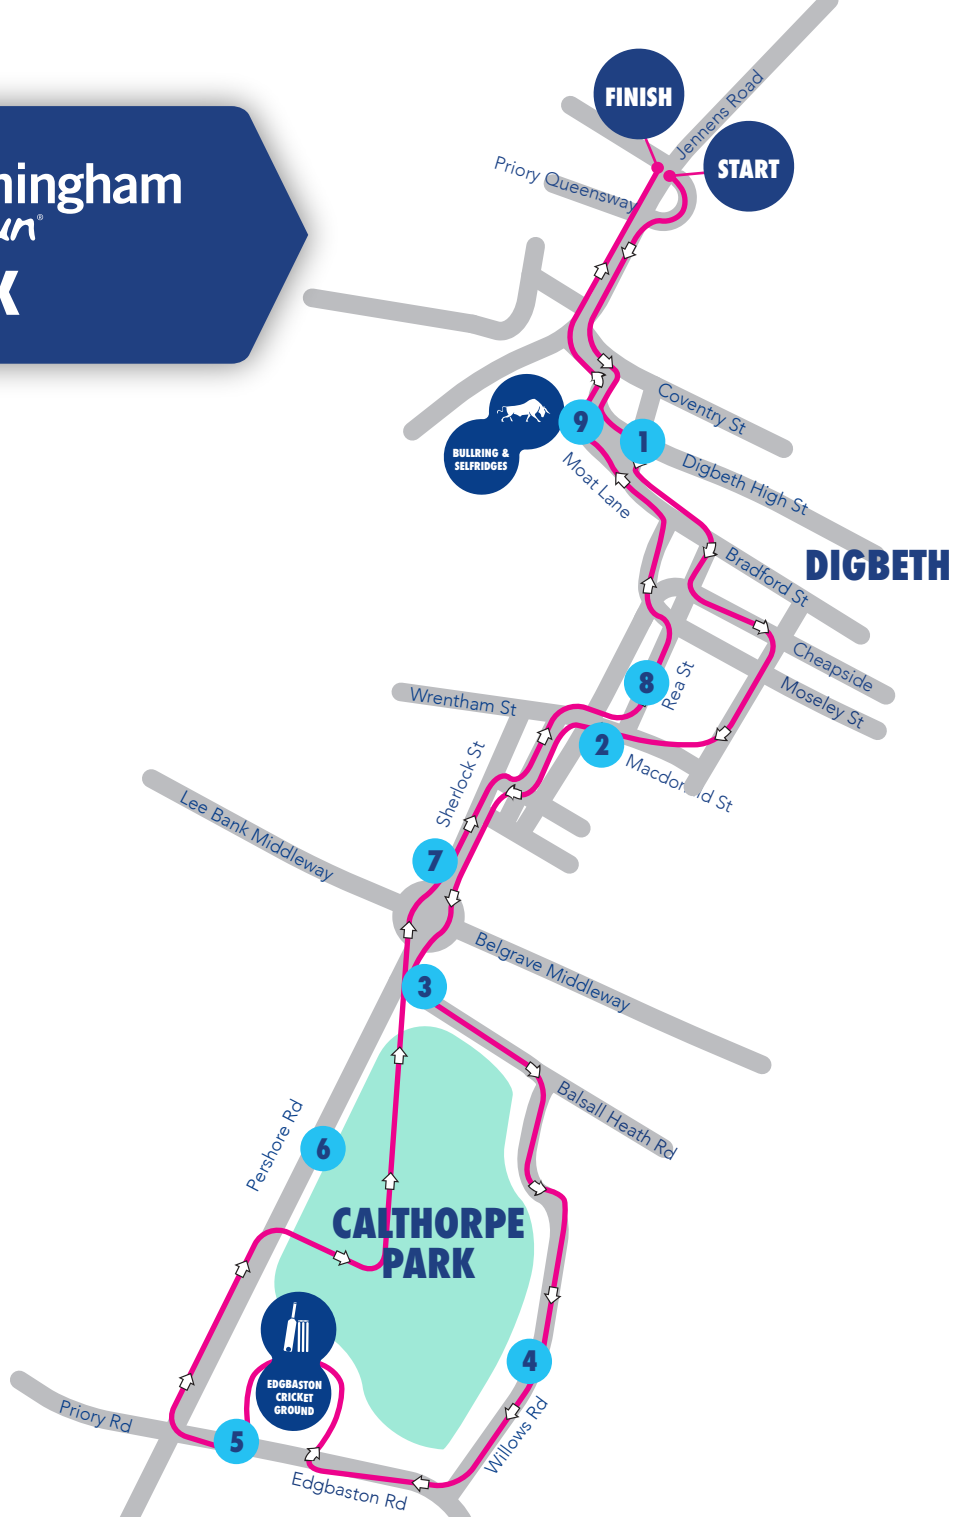 FINISH
Jennens Road
START
Priory Queensway
mingham
un®
K
Coventry St
9
1
BULLRING &
SELFRIDGES
Moat Lane
Digbeth High St
DIGBETH
Bradford St
Cheapside
Moseley St
8
Rea St
Wrentham St
2
Macdonald St
Sherlock St
Lee Bank Middleway
7
Belgrave Middleway
3
Balsall Heath Rd
Pershore Rd
6
CALTHORPE
PARK
4
EDGBASTON
CRICKET
GROUND
Priory Rd
5
Willows Rd
Edgbaston Rd